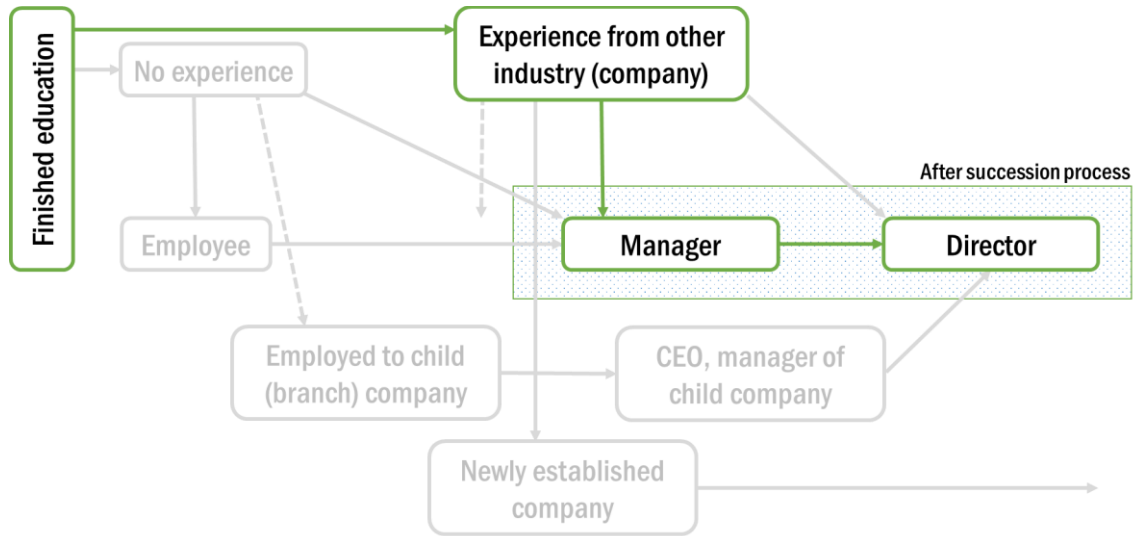 Finished education
Experience from other
industry (company)
No experience
After succession process
Employee
Manager
Director
Employed to child
(branch) company
CEO, manager of
child company
Newly established
company